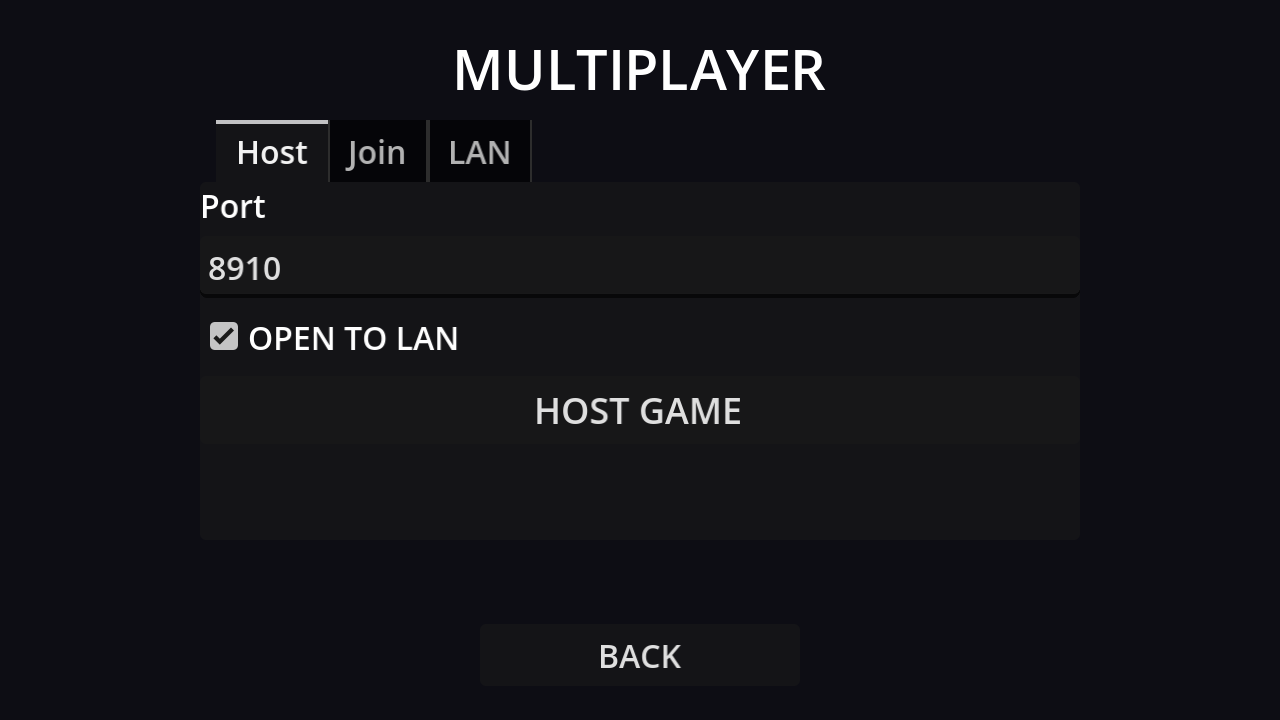 MULTIPLAYER
Host Join LAN
Port
8910
OPEN TO LAN
HOST GAME
BACK